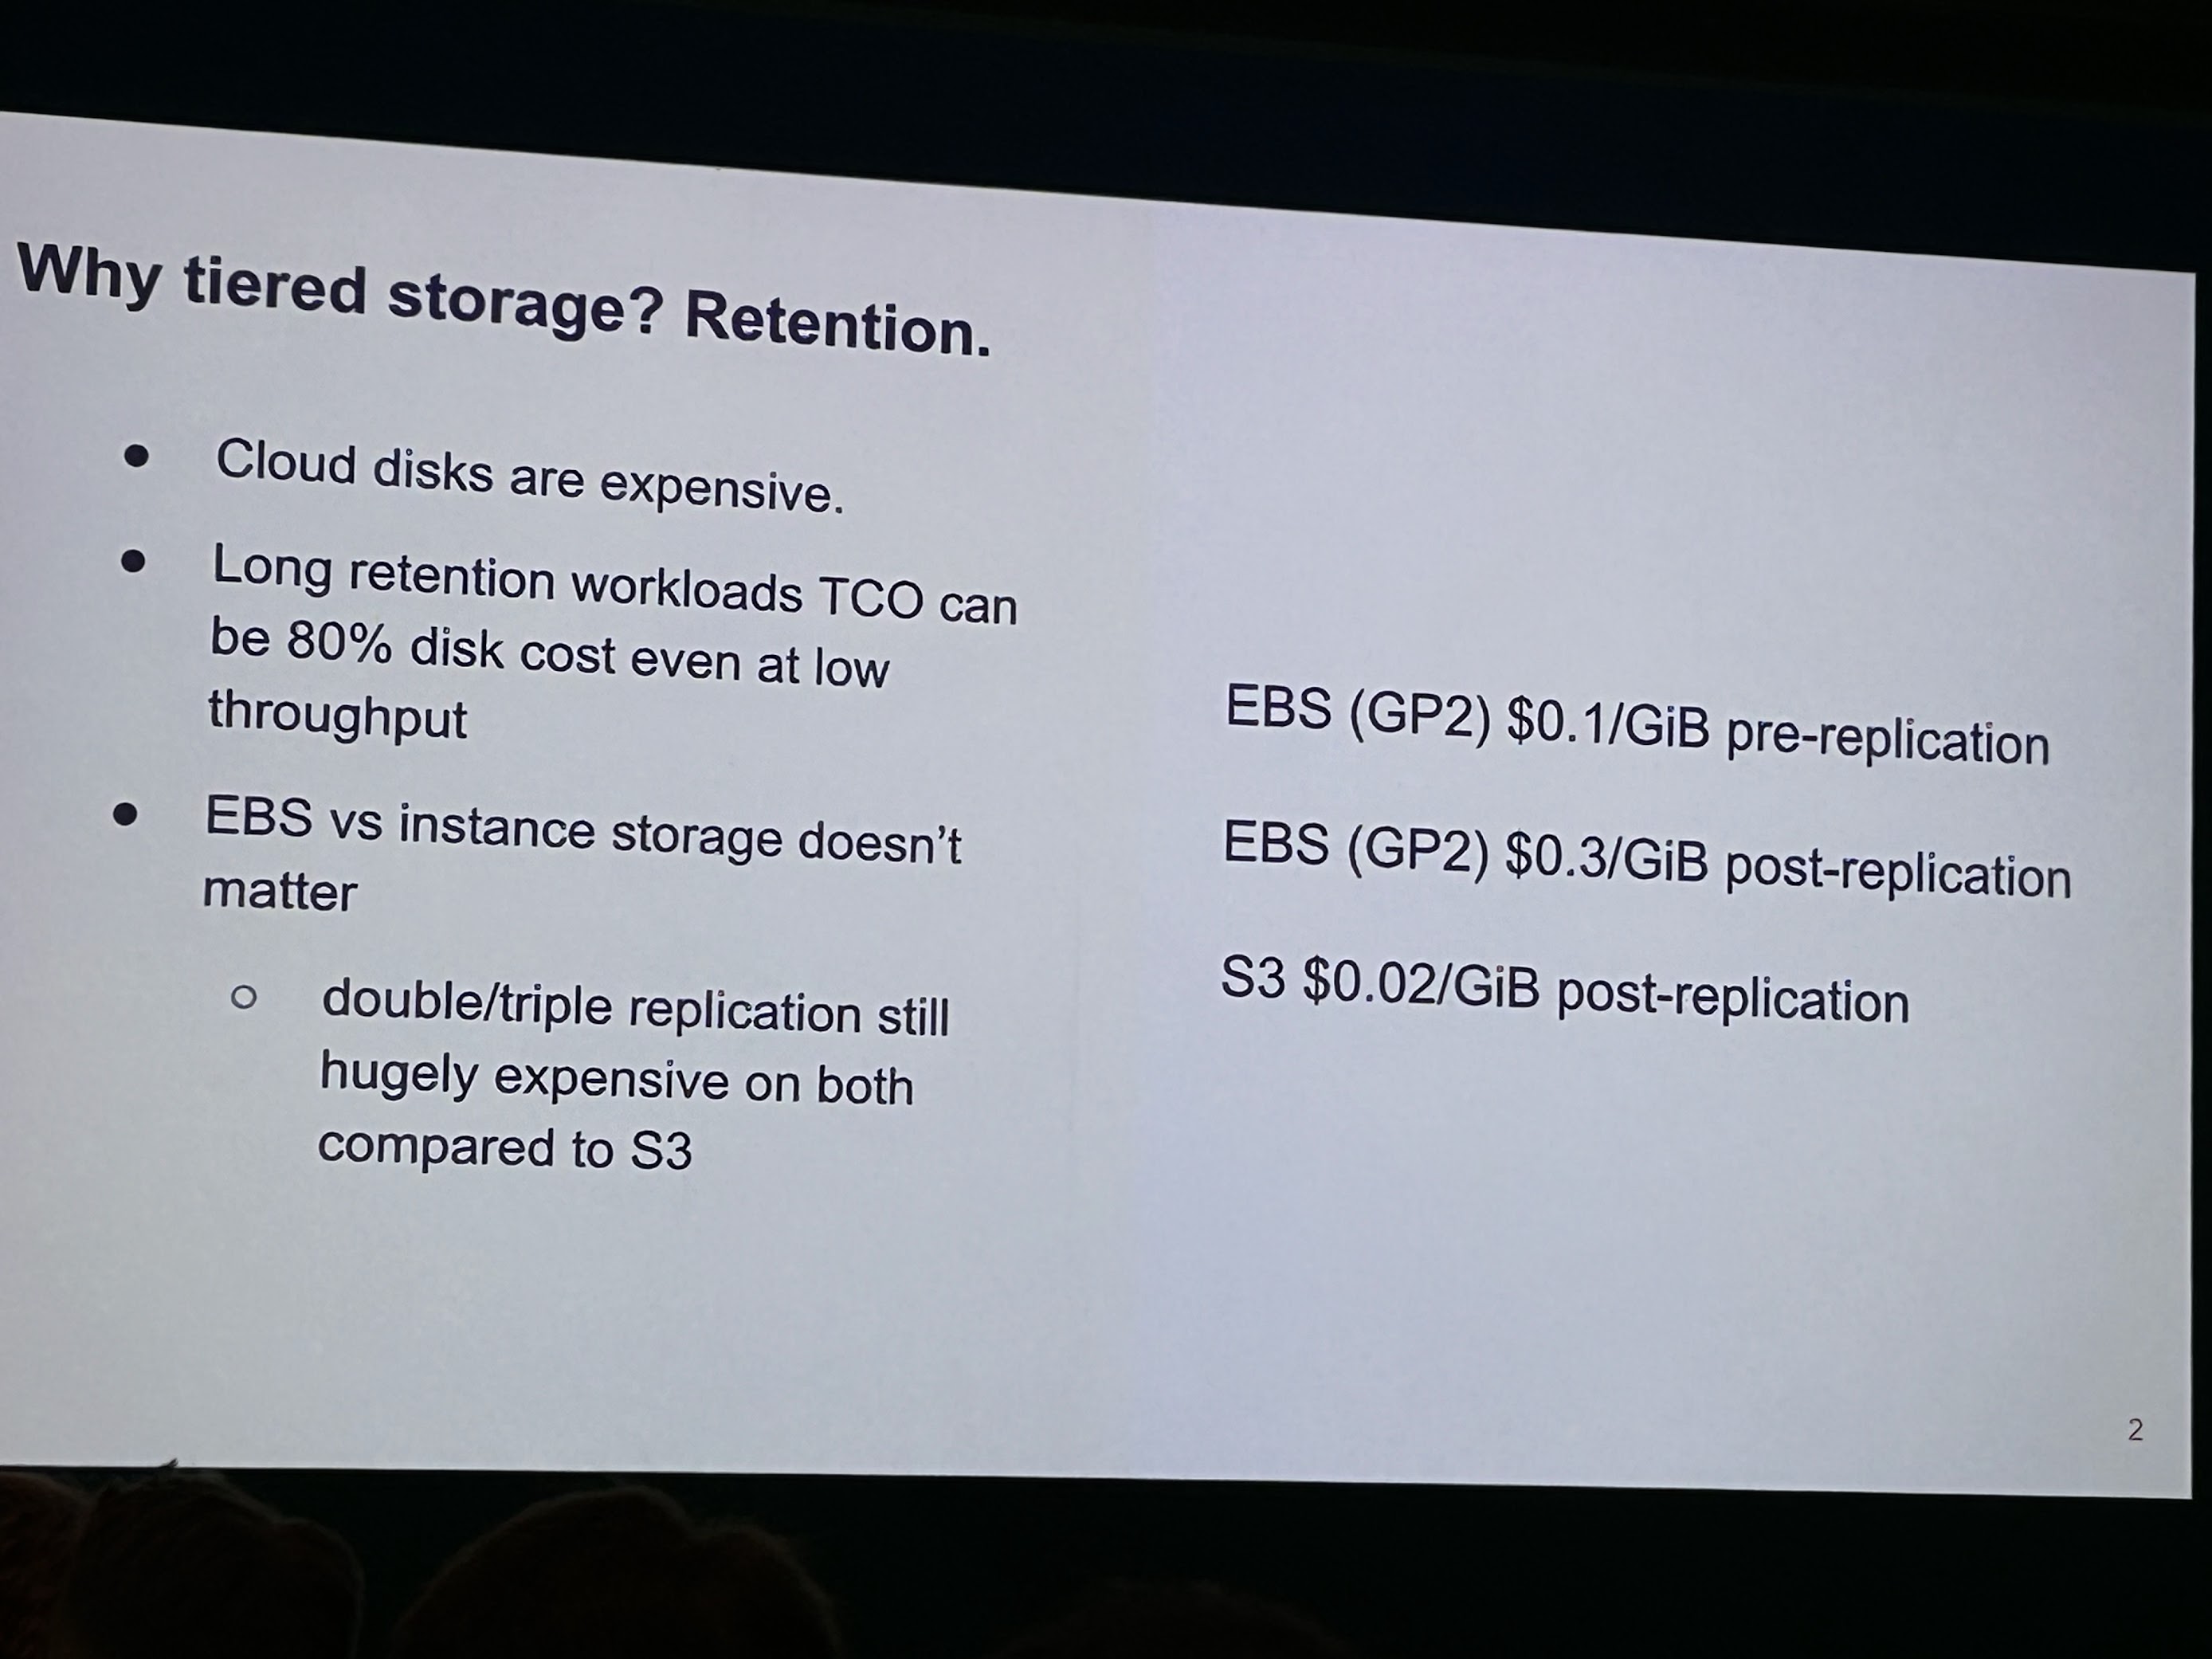 Why tiered storage? Retention.
● Cloud disks are expensive.
● Long retention workloads TCO can
be 80% disk cost even at low
throughput
● EBS vs instance storage doesn’t
matter
○ double/triple replication still
hugely expensive on both
compared to S3
EBS (GP2) $0.1/GiB pre-replication
EBS (GP2) $0.3/GiB post-replication
S3 $0.02/GiB post-replication
2